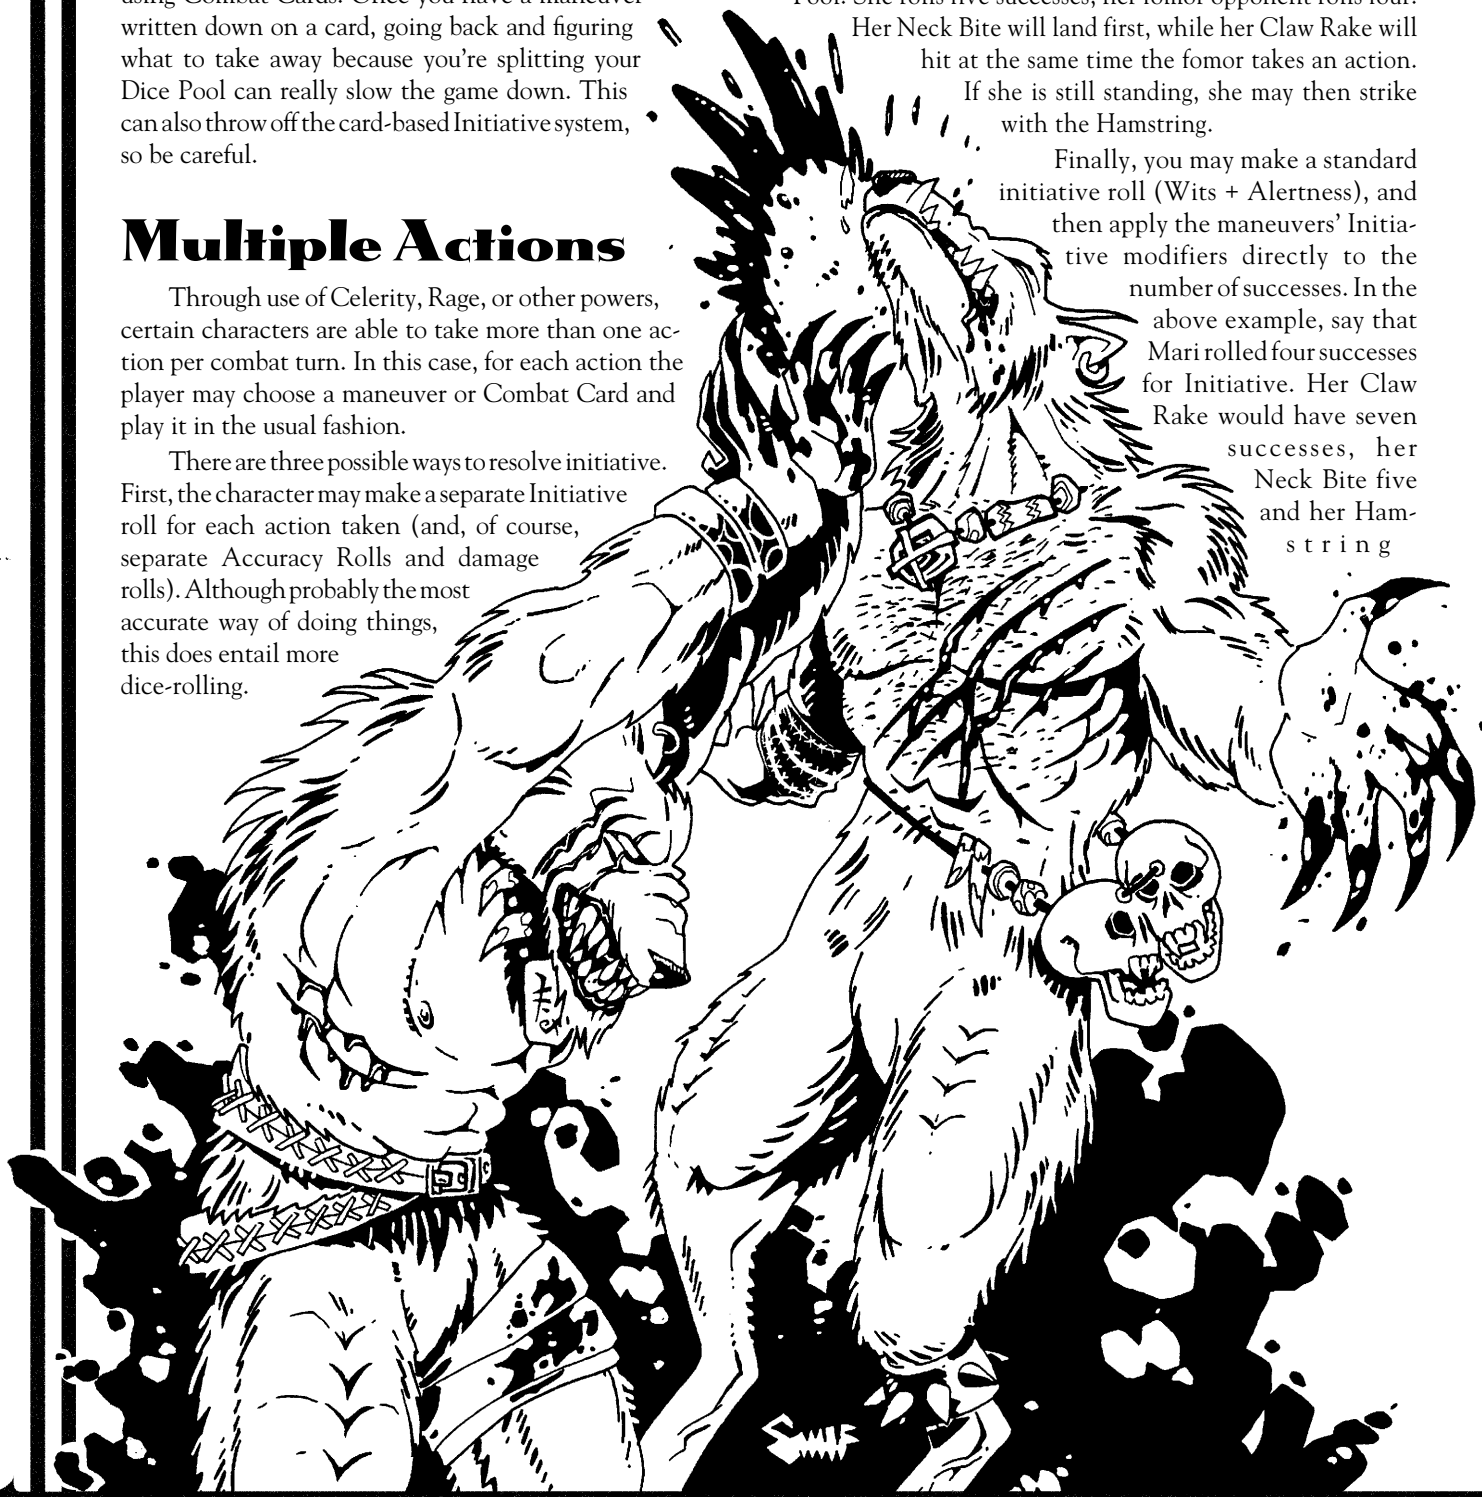 using Combat Cards. Once you have a maneuver
written down on a card, going back and figuring
what to take away because you're splitting your
Dice Pool can really slow the game down. This
can also throw off the card-based Initiative system,
so be careful.
Multiple Actions
Through use of Celerity, Rage, or other powers,
certain characters are able to take more than one ac-
tion per combat turn. In this case, for each action the
player may choose a maneuver or Combat Card and
play it in the usual fashion.
There are three possible ways to resolve initiative.
First, the character may make a separate Initiative
roll for each action taken (and, of course,
separate Accuracy Rolls and damage
rolls). Although probably the most
accurate way of doing things,
this does entail more
dice-rolling.
Pool. She rolls five successes, her fomor opponent rolls four.
Her Neck Bite will land first, while her Claw Rake will
hit at the same time the fomor takes an action.
If she is still standing, she may then strike
with the Hamstring.
Finally, you may make a standard
initiative roll (Wits + Alertness), and
then apply the maneuvers' Initia-
tive modifiers directly to the
number of successes. In the
above example, say that
Mari rolled four successes
for Initiative. Her Claw
Rake would have seven
successes, her
Neck Bite five
and her Ham-
string
SMIF